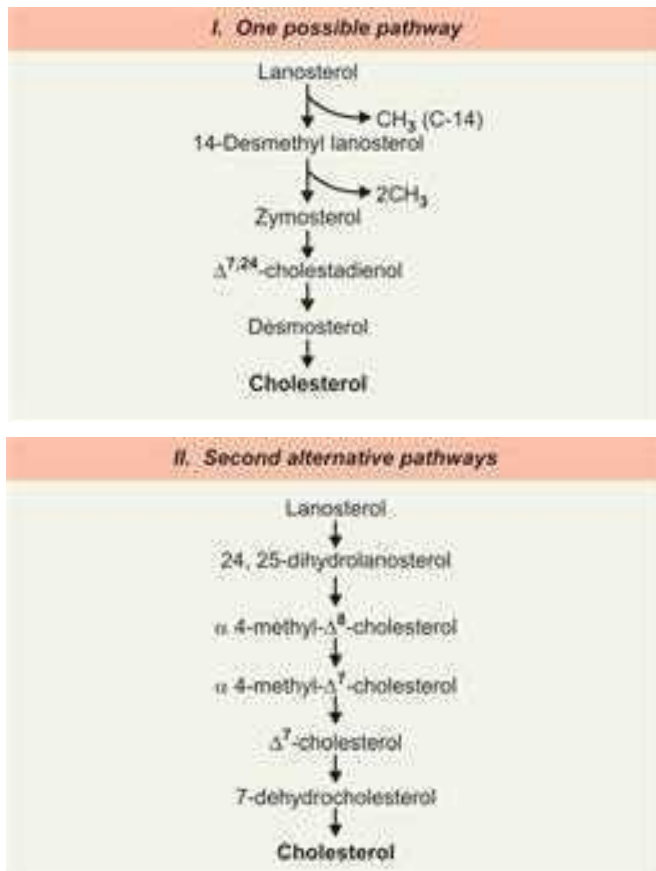 I. One possible pathway
Lanosterol
CH₃ (C-14)
14-Desmethyl lanosterol
2CH₃
Zymosterol
Δ⁷,²⁴-cholestadienol
Desmosterol
Cholesterol
II. Second alternative pathways
Lanosterol
24, 25-dihydrolanosterol
α 4-methyl-Δ⁸-cholesterol
α 4-methyl-Δ⁷-cholesterol
Δ⁷-cholesterol
7-dehydrocholesterol
Cholesterol